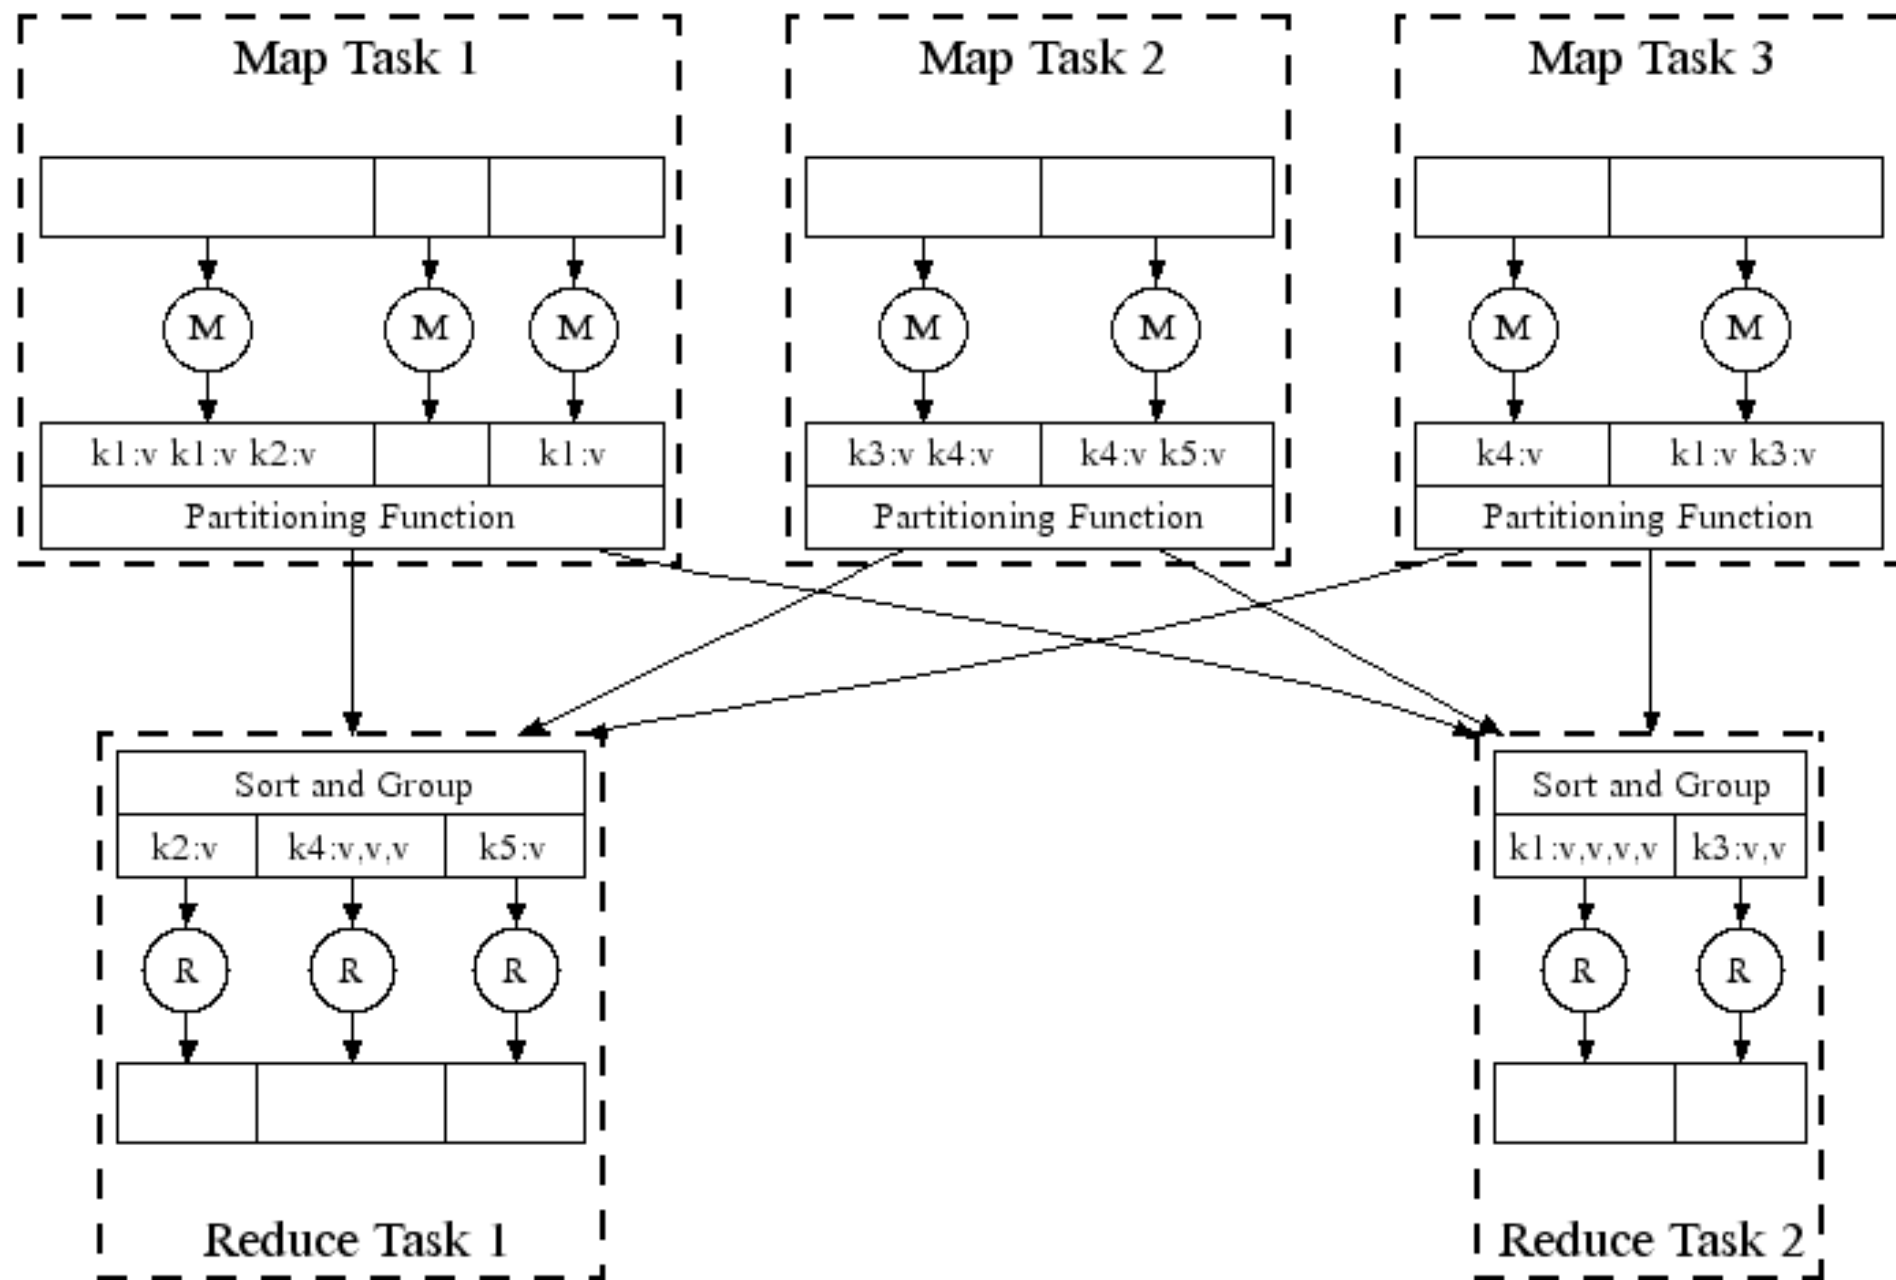 Map Task 1
Map Task 2
Map Task 3
M
M
M
M
M
M
M
k1:v k1:v k2:v
k1:v
k3:v k4:v
k4:v k5:v
k4:v
k1:v k3:v
Partitioning Function
Partitioning Function
Partitioning Function
Sort and Group
Sort and Group
k2:v
k4:v,v,v
k5:v
k1:v,v,v,v
k3:v,v
R
R
R
R
R
Reduce Task 1
Reduce Task 2